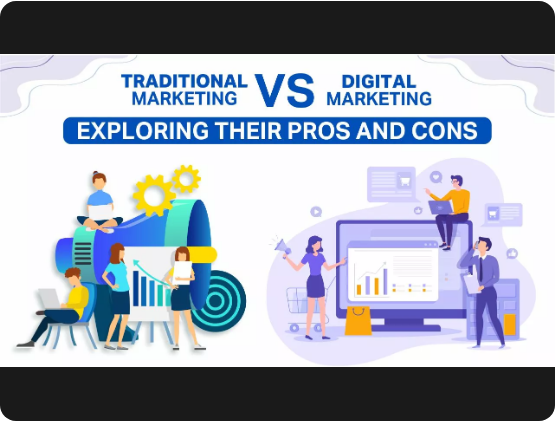 TRADITIONAL
MARKETING
VS
DIGITAL
MARKETING
EXPLORING THEIR PROS AND CONS